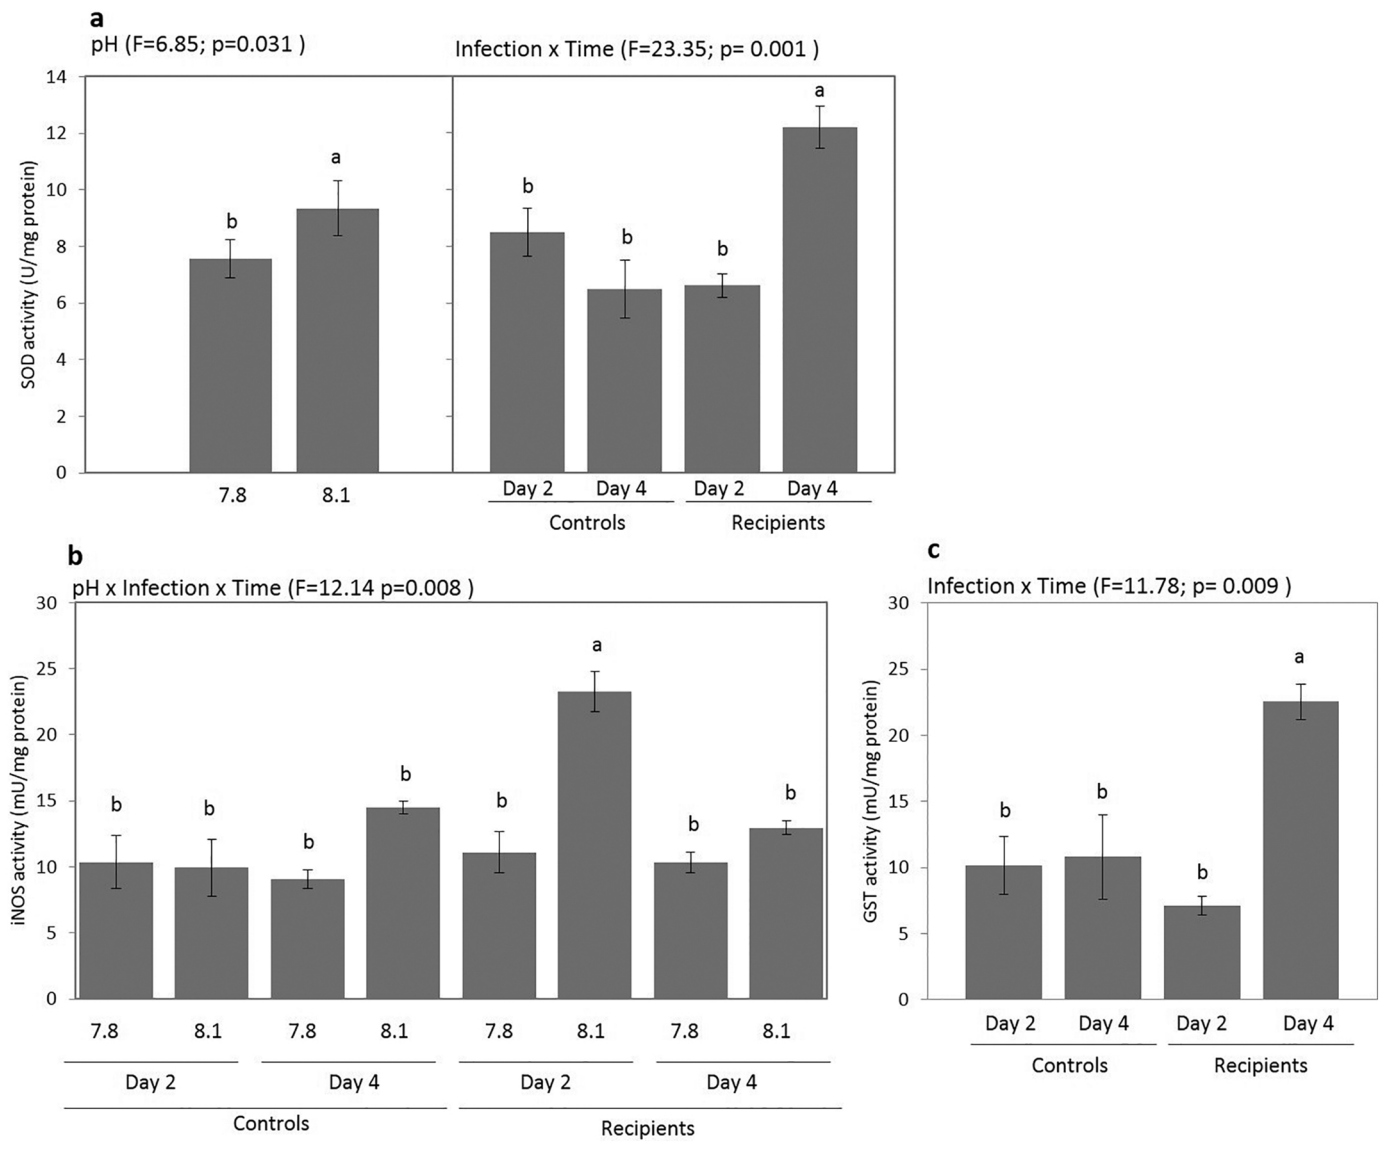 a
pH (F=6.85; p=0.031 )
Infection x Time (F=23.35; p= 0.001 )
SOD activity (U/mg protein)
14
12
10
8
6
4
2
0
b
a
b
b
b
a
7.8
8.1
Day 2
Day 4
Day 2
Day 4
Controls
Recipients
b
pH x Infection x Time (F=12.14 p=0.008 )
iNOS activity (mU/mg protein)
30
25
20
15
10
5
0
b
b
b
b
b
a
b
b
7.8
8.1
7.8
8.1
7.8
8.1
7.8
8.1
Day 2
Day 4
Day 2
Day 4
Controls
Recipients
c
Infection x Time (F=11.78; p= 0.009 )
GST activity (mU/mg protein)
30
25
20
15
10
5
0
b
b
b
a
Day 2
Day 4
Day 2
Day 4
Controls
Recipients